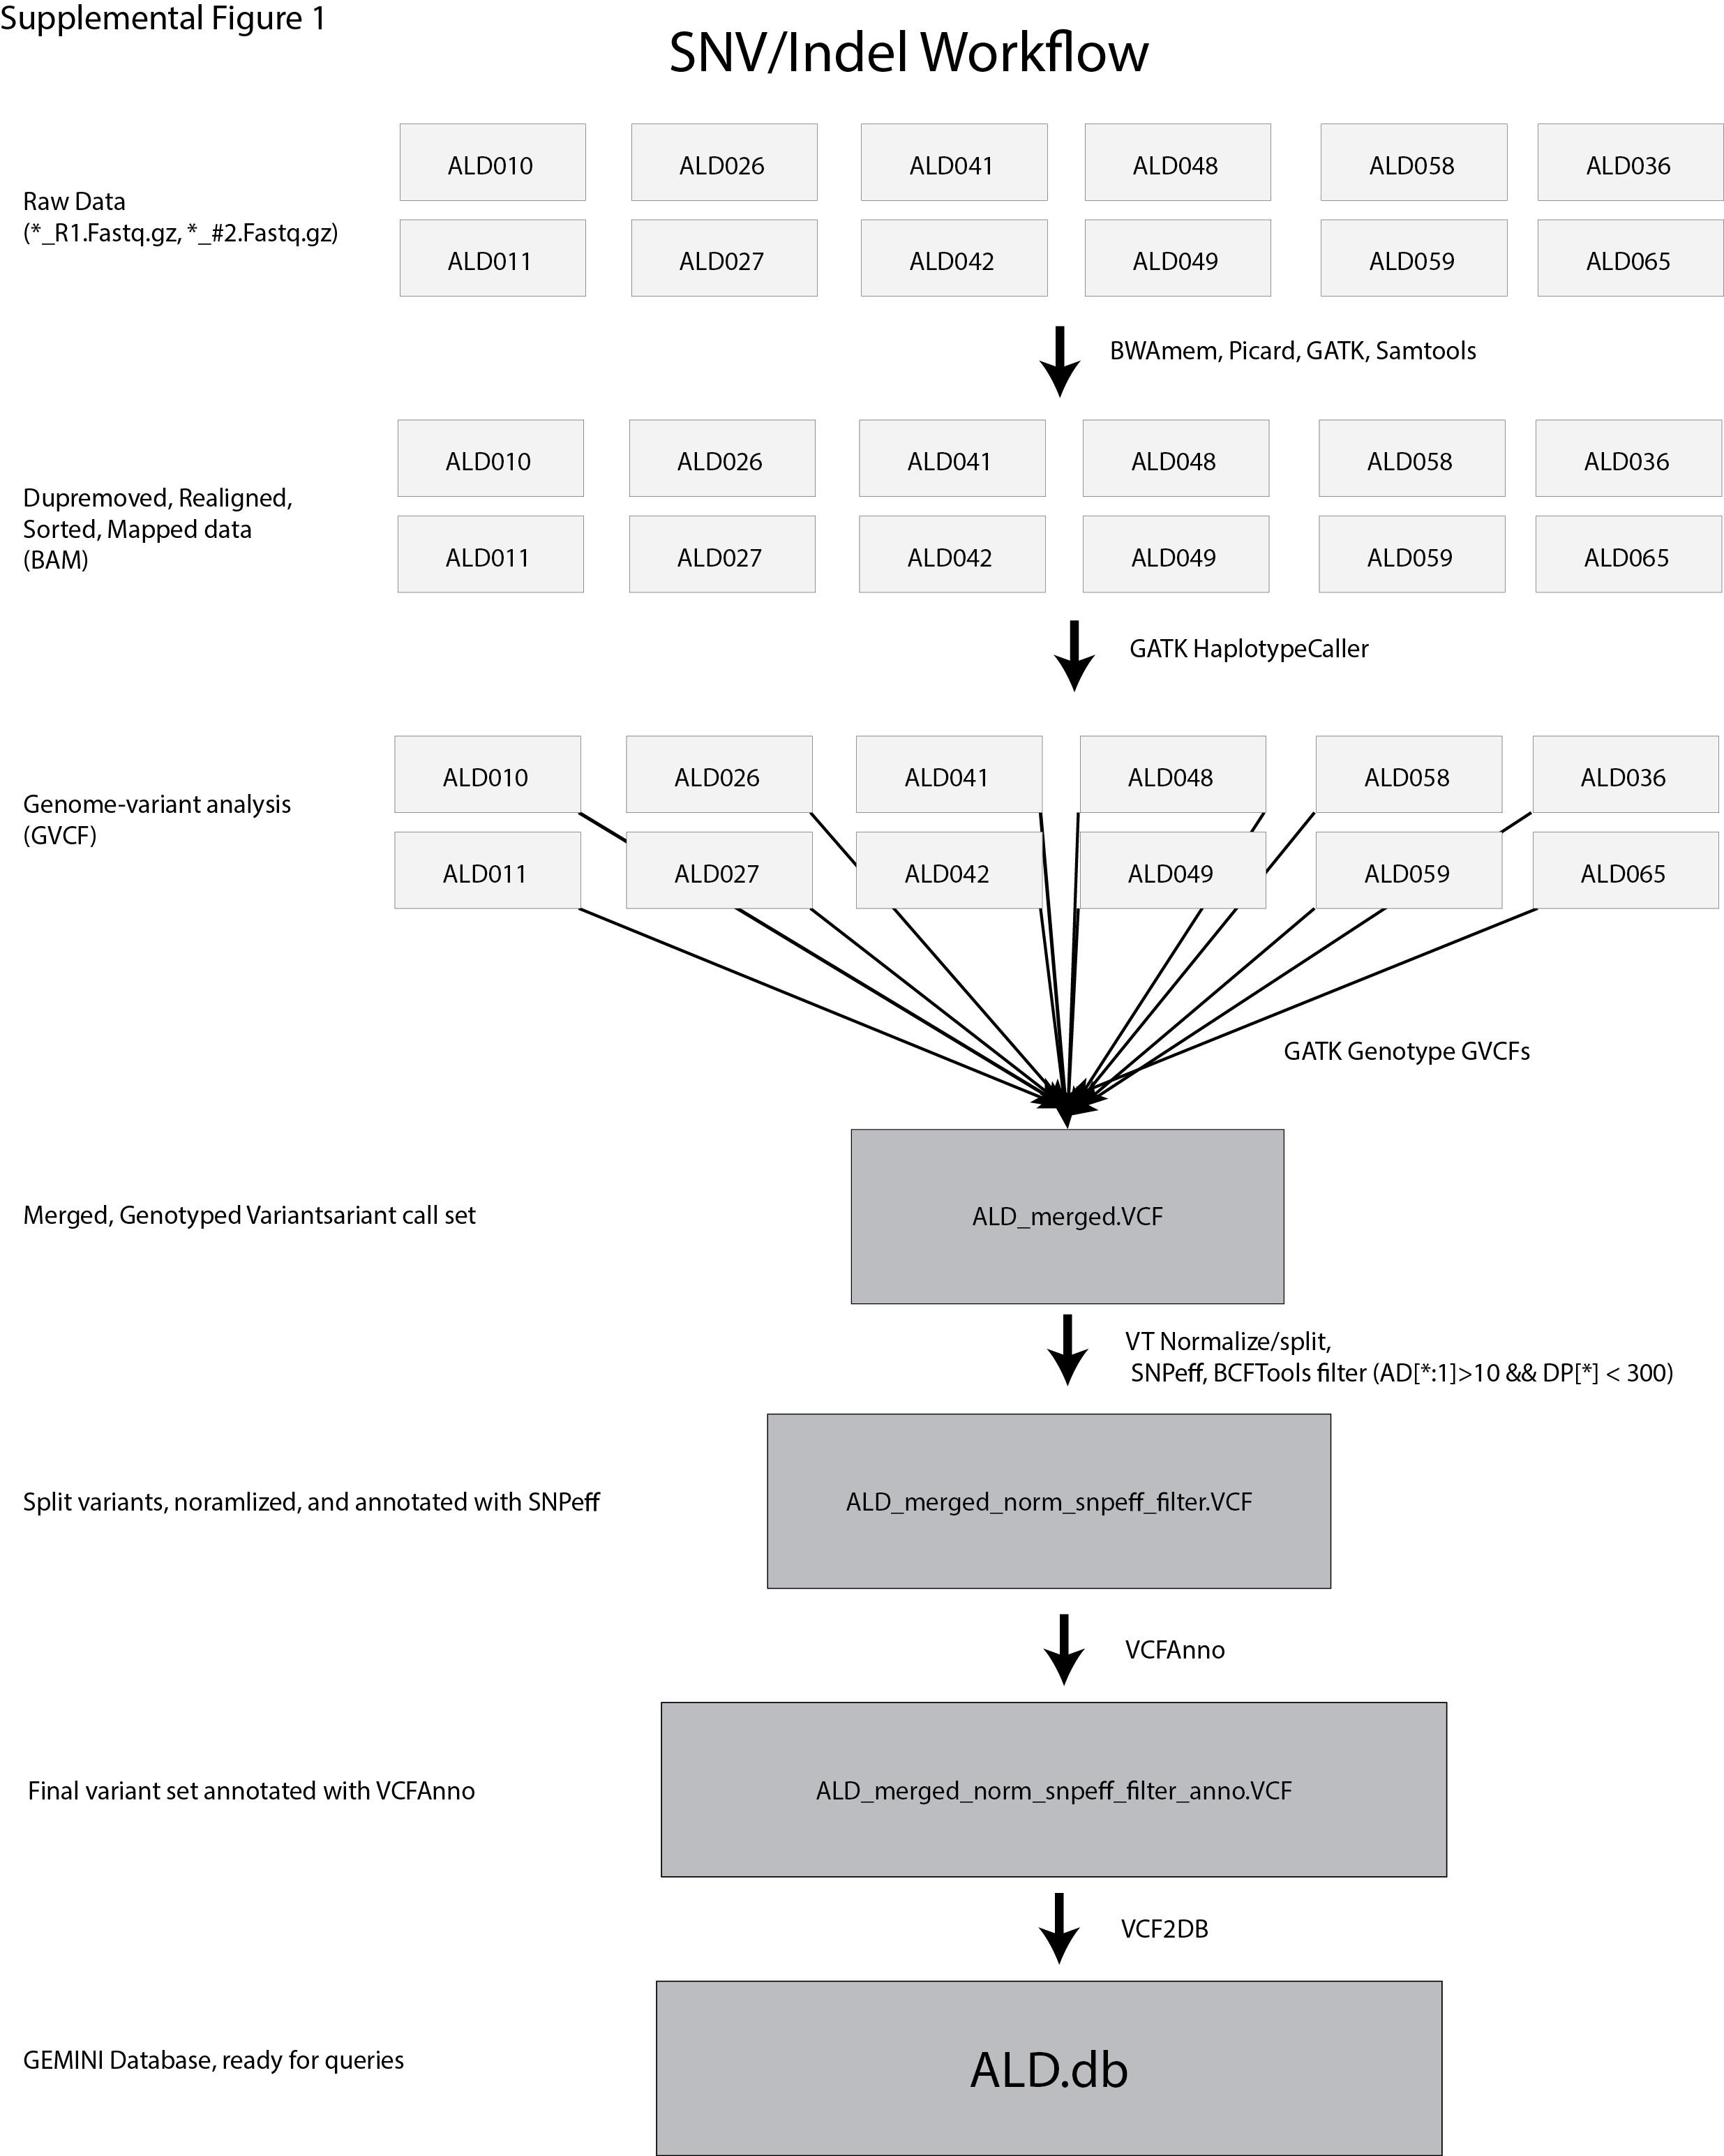 Supplemental Figure 1
SNV/Indel Workflow
ALD010 ALD026 ALD041 ALD048 ALD058 ALD036
Raw Data
(*_R1.Fastq.gz, *_#2.Fastq.gz)
ALD011 ALD027 ALD042 ALD049 ALD059 ALD065
BWAmem, Picard, GATK, Samtools
ALD010 ALD026 ALD041 ALD048 ALD058 ALD036
Dupremoved, Realigned,
Sorted, Mapped data
(BAM)
ALD011 ALD027 ALD042 ALD049 ALD059 ALD065
GATK HaplotypeCaller
ALD010 ALD026 ALD041 ALD048 ALD058 ALD036
Genome-variant analysis
(GVCF)
ALD011 ALD027 ALD042 ALD049 ALD059 ALD065
GATK Genotype GVCFs
Merged, Genotyped Variantsariant call set
ALD_merged.VCF
VT Normalize/split,
SNPeff, BCFTools filter (AD[*:1]>10 && DP[*] < 300)
Split variants, noramlized, and annotated with SNPeff
ALD_merged_norm_snpeff_filter.VCF
VCFAnno
Final variant set annotated with VCFAnno
ALD_merged_norm_snpeff_filter_anno.VCF
VCF2DB
GEMINI Database, ready for queries
ALD.db